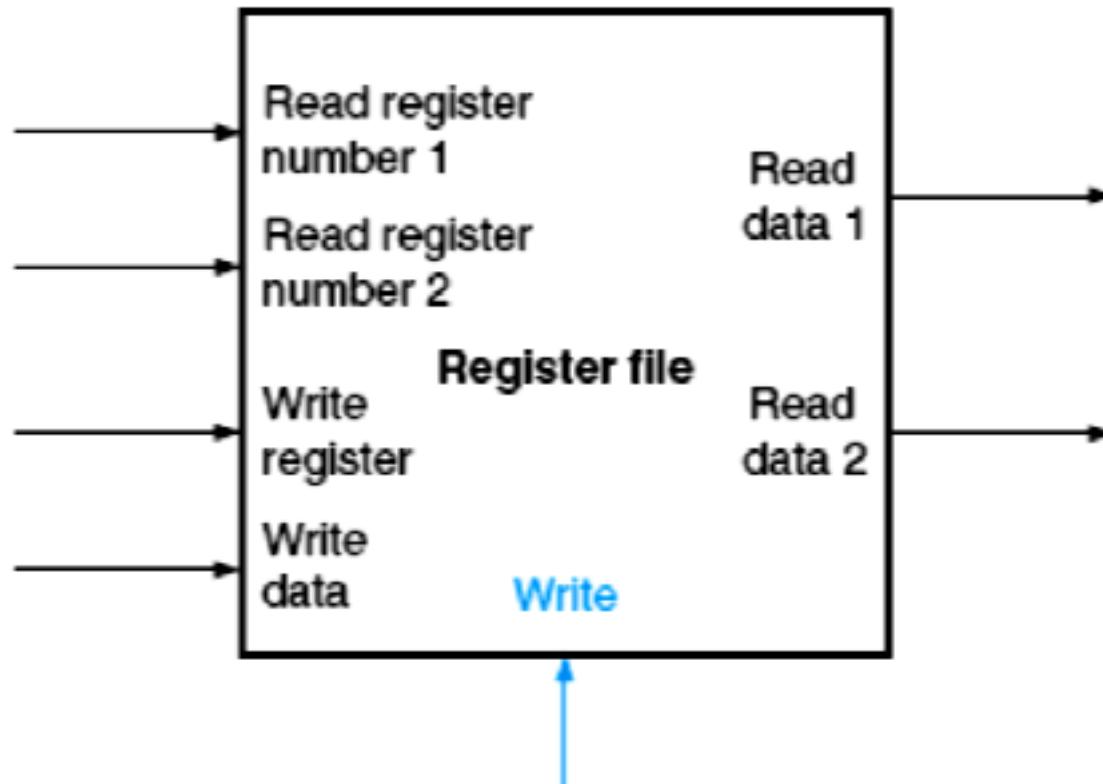 Read register
number 1
Read register
number 2
Write
register
Write
data
Register file
Read
data 1
Read
data 2
Write